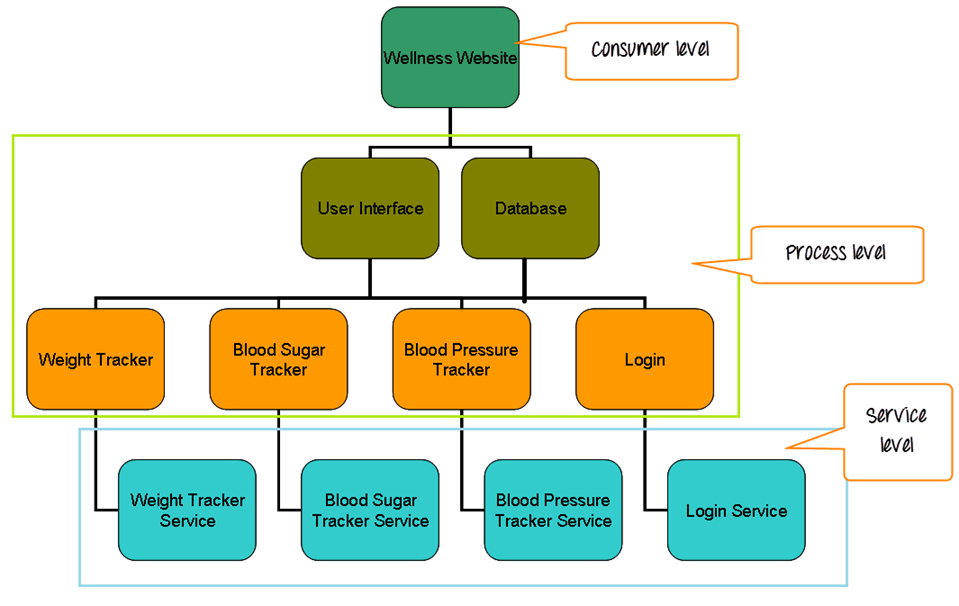 Wellness Website
Consumer level
User Interface
Database
Process level
Weight Tracker
Blood Sugar
Tracker
Blood Pressure
Tracker
Login
Service
level
Weight Tracker
Service
Blood Sugar
Tracker Service
Blood Pressure
Tracker Service
Login Service